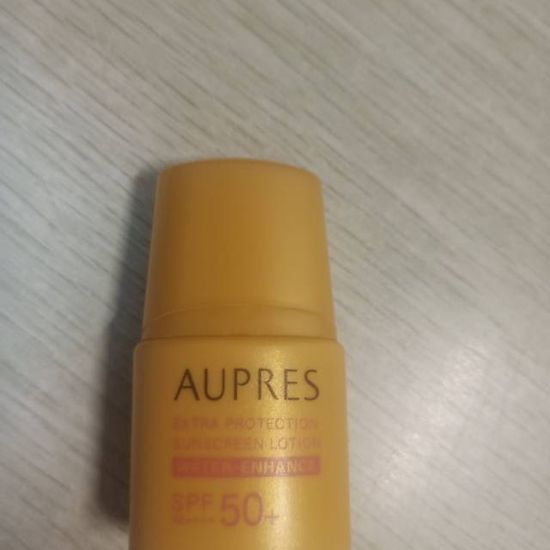 AUPRES
EXTRA PROTECTION
SUNSCREEN LOTION
WATER-ENHANCE
SPF 50+